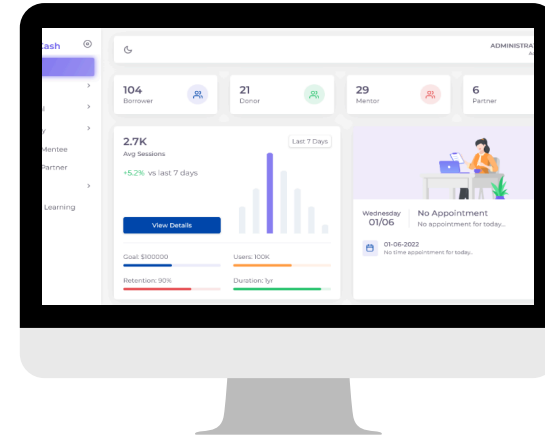 Cash
ADMINISTRA
104
Borrower
21
Donor
29
Mentor
6
Partner
Mentee
Partner
Learning
2.7K
Avg Sessions
Last 7 Days
+5.2% vs last 7 days
View Details
Goal: $100000
Users: 100K
Retention: 90%
Duration: 1yr
Wednesday
01/06
No Appointment
No appointment for today..
01-06-2022
No time appointment for today..